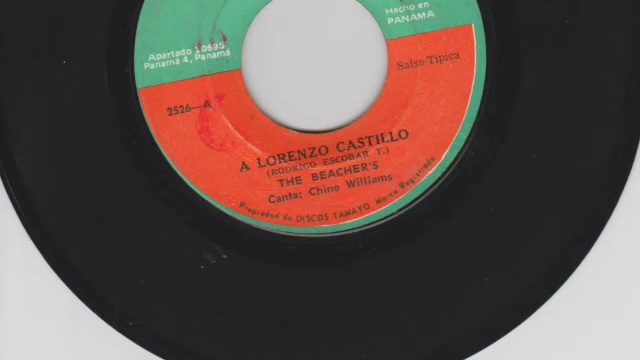 Apartado 10695
Panamá 4, Panamá
Hecho en
PANAMA
Salsa-Típica
2526—A
A LORENZO CASTILLO
(RODRIGO ESCOBAR T.)
THE BEACHER'S
Canta: Chino Williams
Propiedad de DISCOS TAMAYO Marca Registrada